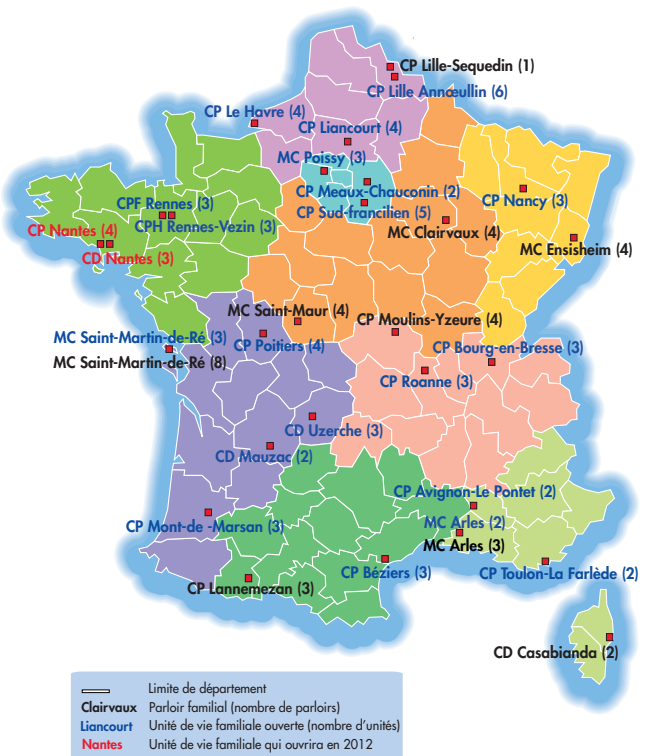 CP Lille-Sequedin (1)
CP Lille Annœullin (6)
CP Le Havre (4)
CP Liancourt (4)
MC Poissy (3)
CP Meaux-Chauconin (2)
CP Sud-francilien (5)
CP Nancy (3)
CPF Rennes (3)
CPH Rennes-Vezin (3)
CP Nantes (4)
CD Nantes (3)
MC Clairvaux (4)
MC Ensisheim (4)
MC Saint-Maur (4)
CP Moulins-Yzeure (4)
MC Saint-Martin-de-Ré (3)
CP Poitiers (4)
CP Bourg-en-Bresse (3)
MC Saint-Martin-de-Ré (8)
CP Roanne (3)
CD Uzerche (3)
CD Mauzac (2)
CP Avignon-Le Pontet (2)
CP Mont-de -Marsan (3)
MC Arles (2)
MC Arles (3)
CP Béziers (3)
CP Toulon-La Farlède (2)
CP Lannemezan (3)
CD Casabianda (2)
Limite de département
Clairvaux Parloir familial (nombre de parloirs)
Liancourt Unité de vie familiale ouverte (nombre d'unités)
Nantes Unité de vie familiale qui ouvrira en 2012